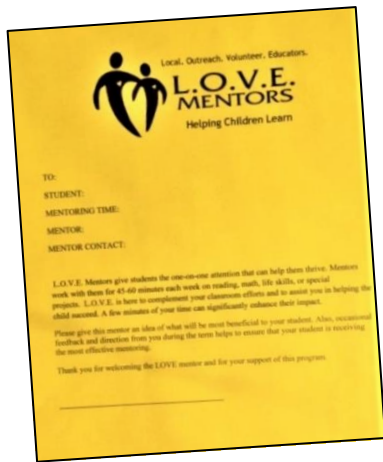 Local. Outreach. Volunteer. Educators.
L.O.V.E.
MENTORS
Helping Children Learn
TO:
STUDENT:
MENTORING TIME:
MENTOR:
MENTOR CONTACT:
L.O.V.E. Mentors give students the one-on-one attention that can help them thrive. Mentors
work with them for 45-60 minutes each week on reading, math, life skills, or special
projects. L.O.V.E. is here to complement your classroom efforts and to assist you in helping the
child succeed. A few minutes of your time can significantly enhance their impact.
Please give this mentor an idea of what will be most beneficial to your student. Also, occasional
feedback and direction from you during the term helps to ensure that your student is receiving
the most effective mentoring.
Thank you for welcoming the LOVE mentor and for your support of this program.